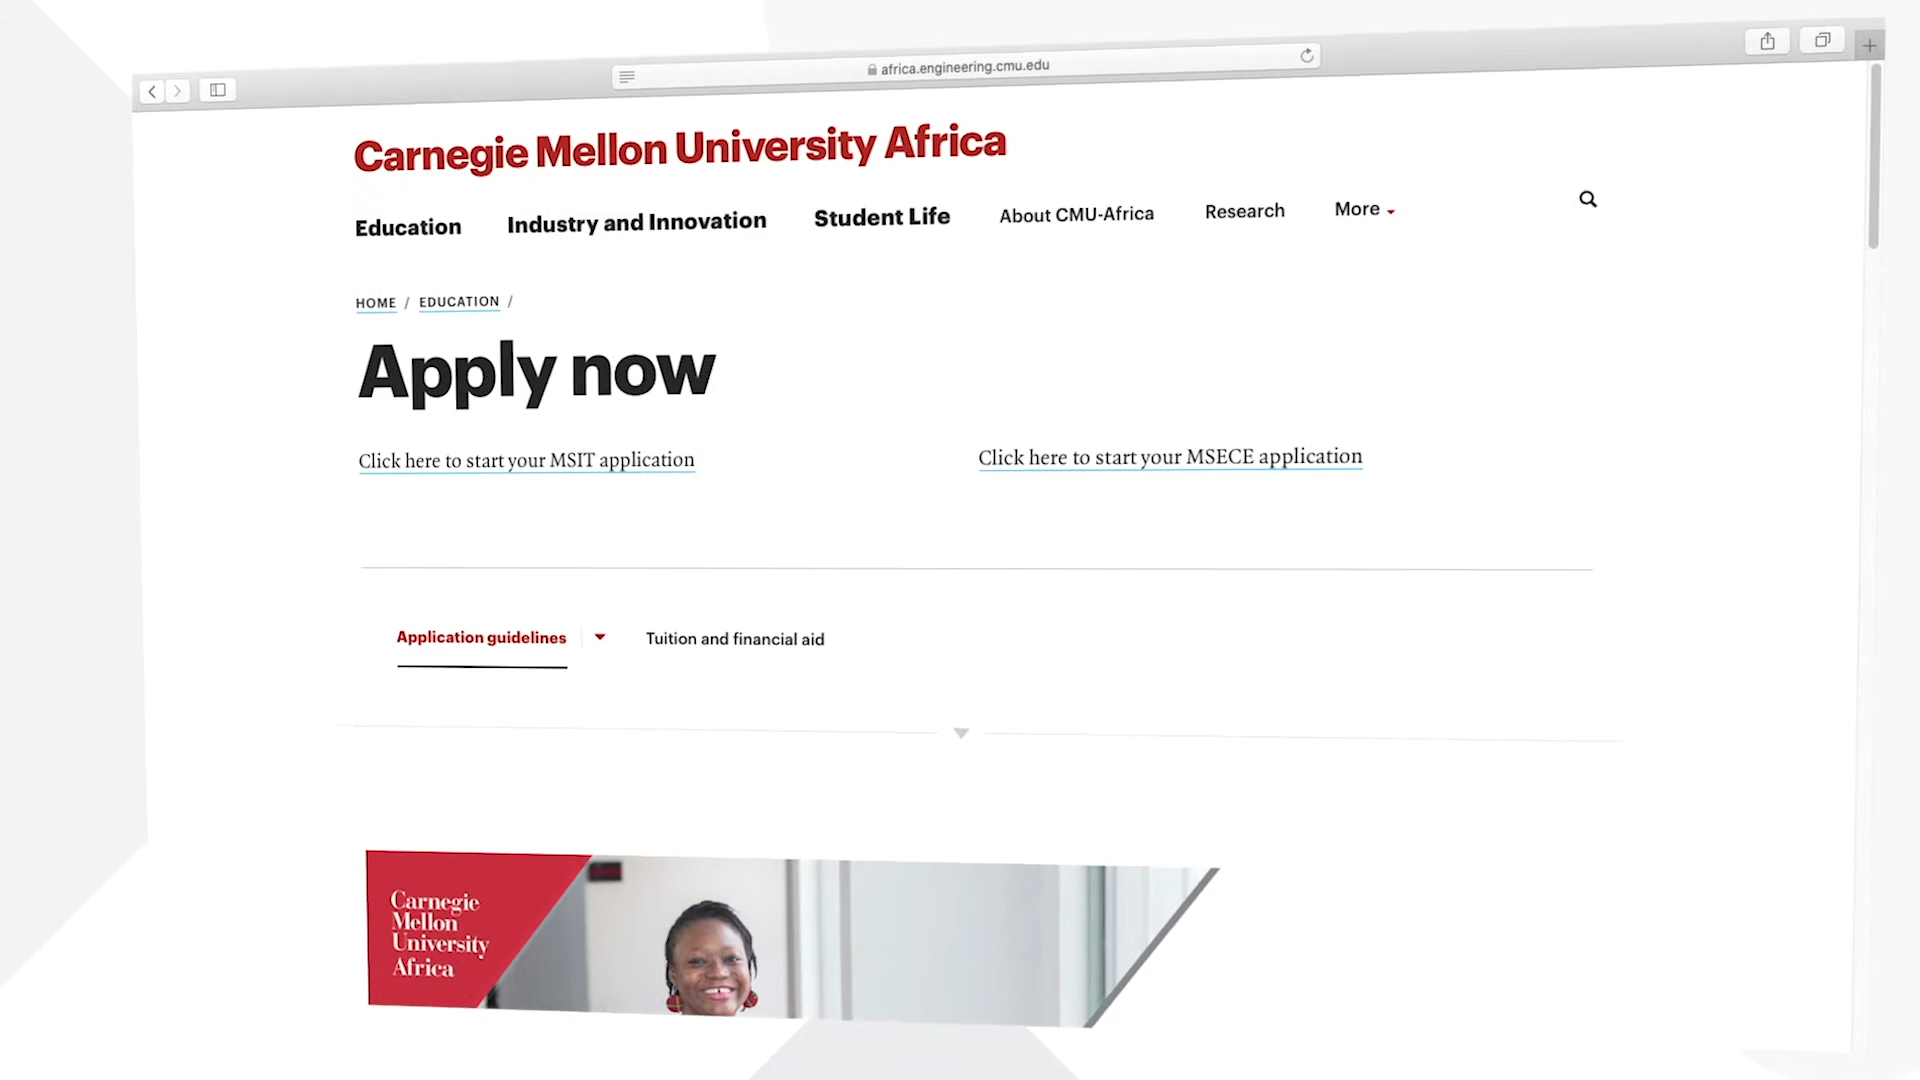 africa.engineering.cmu.edu
Carnegie Mellon University Africa
Education Industry and Innovation Student Life About CMU-Africa Research More
HOME / EDUCATION /
Apply now
Click here to start your MSIT application Click here to start your MSECE application
Application guidelines Tuition and financial aid
Carnegie
Mellon
University
Africa